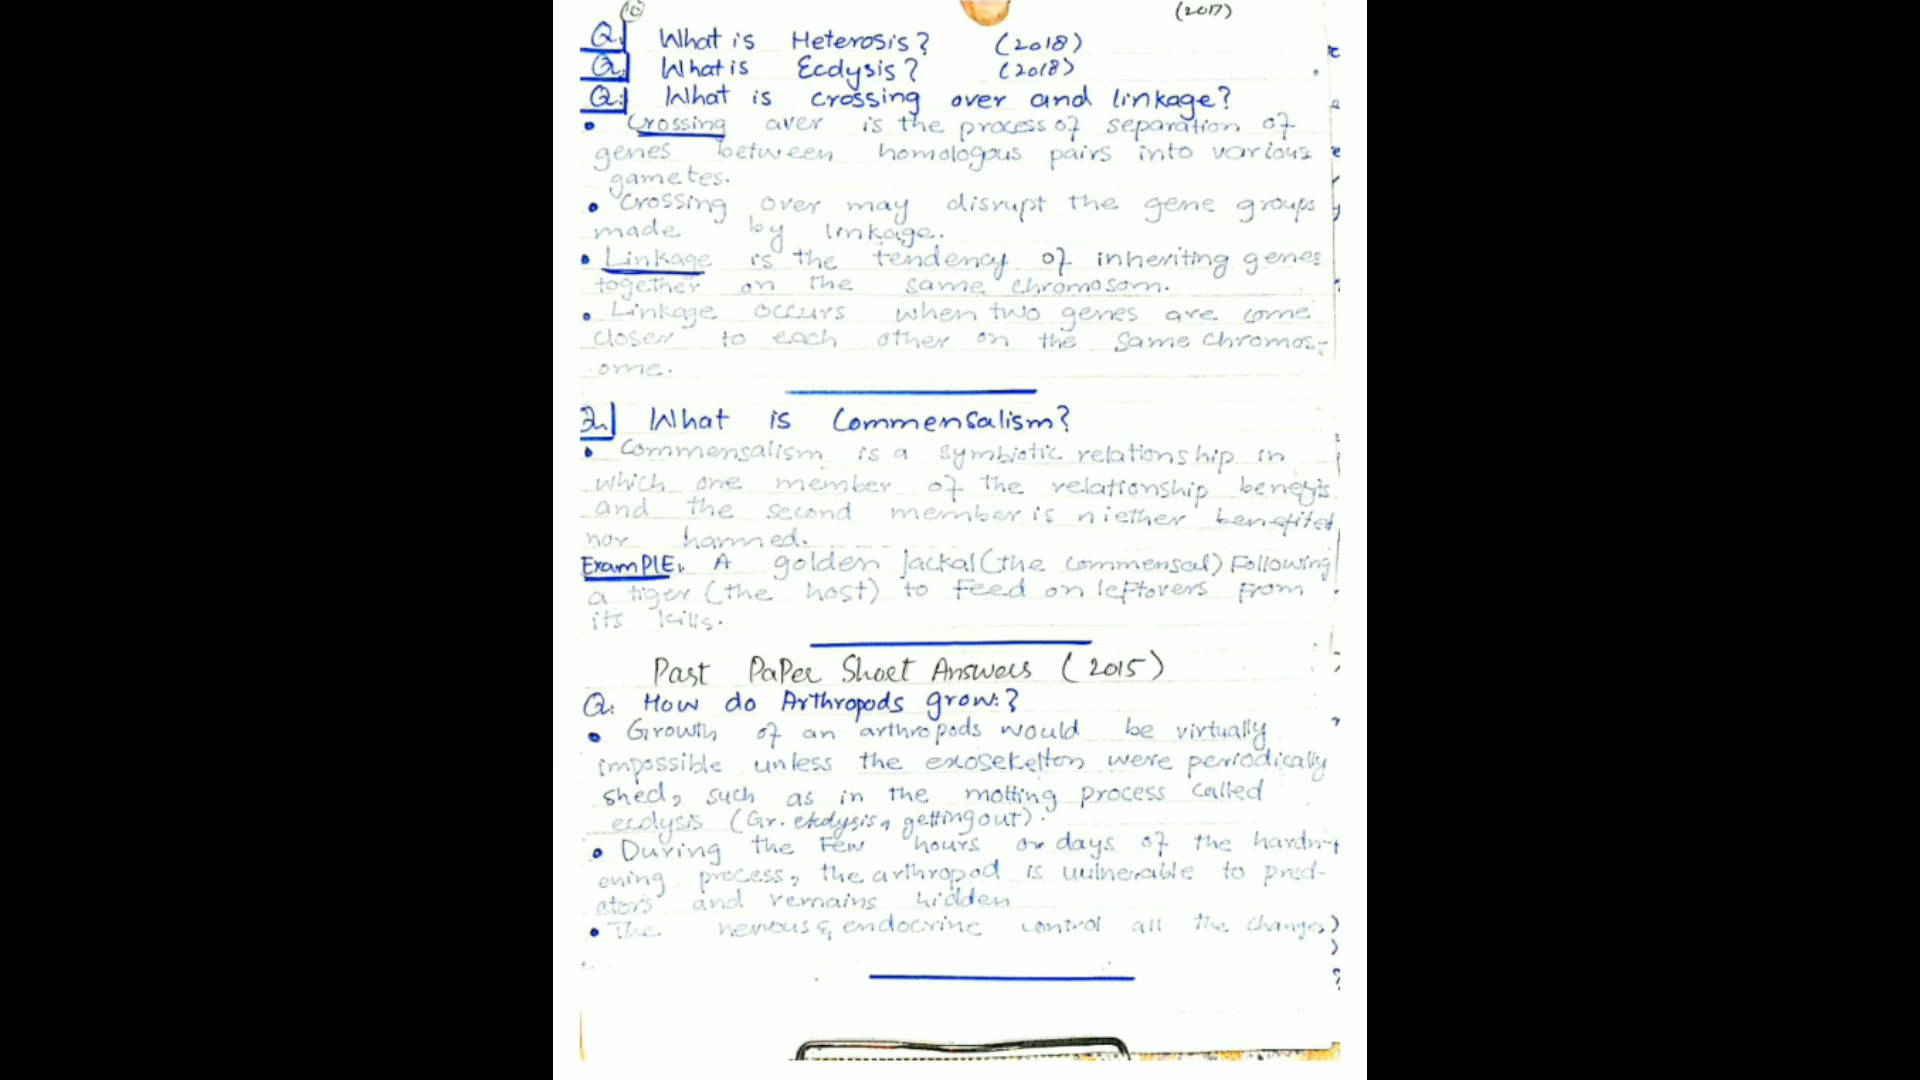 10
(2017)
Q. What is Heterosis? (2018)
Q. What is Ecdysis? (2018)
Q. What is crossing over and linkage?
• Crossing aver is the process of separation of
genes between homologous pairs into various
gametes.
• Crossing over may disrupt the gene groups
made by linkage.
• Linkage is the tendency of inheriting genes
together on the same chromosom.
• Linkage occurs when two genes are come
closer to each other on the same chromos-
ome.
Q. What is Commensalism?
• Commensalism is a symbiotic relationship in
which one member of the relationship benefits
and the second member is niether benefited
nor harmed.
ExamPlE. A golden jackal (the commensal) Following
a tiger (the host) to feed on leftovers from
its kills.
Past PaPer Short Answers (2015)
Q. How do Arthropods grow:?
• Growth of an arthropods would be virtually
impossible unless the exosekelton were periodically
shed, such as in the molting process called
ecdysis (Gr. ekdysis, getting out).
• During the Few hours or days of the hardn-
ening process, the arthropod is vulnerable to pred-
ators and remains hidden
• The nervous & endocrine control all the changes